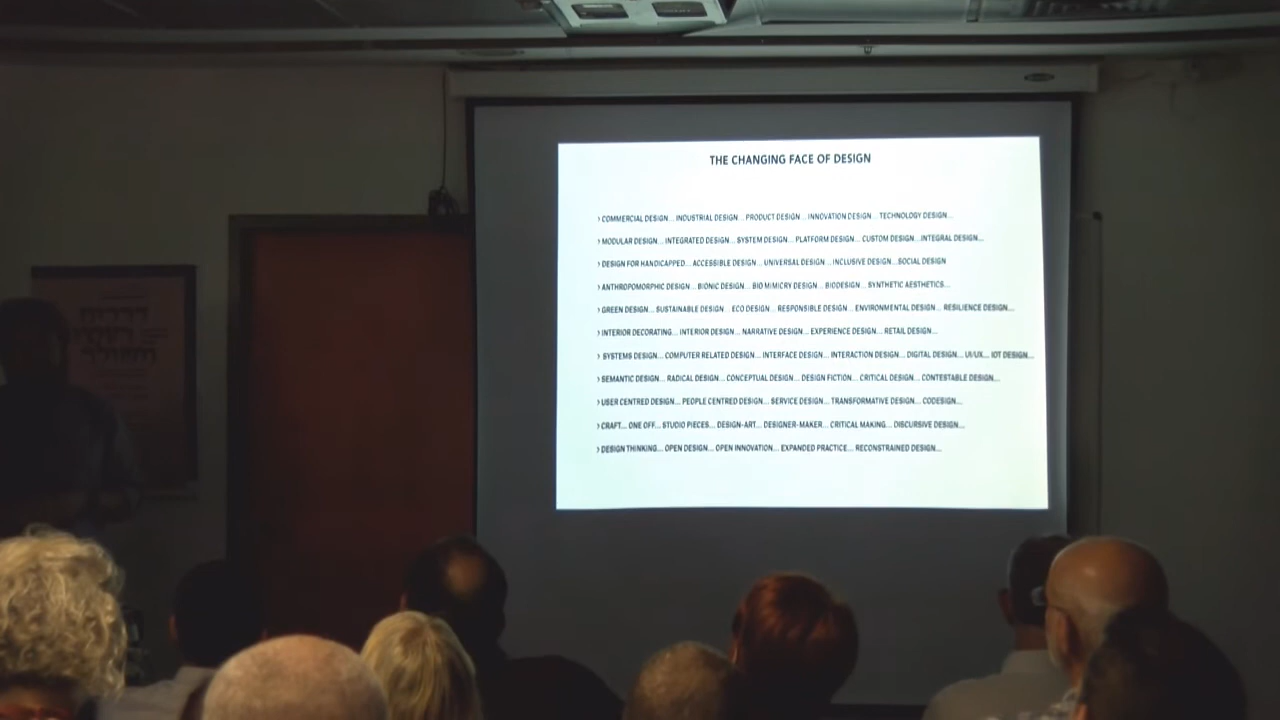 THE CHANGING FACE OF DESIGN
› COMMERCIAL DESIGN... INDUSTRIAL DESIGN... PRODUCT DESIGN... INNOVATION DESIGN... TECHNOLOGY DESIGN...
› MODULAR DESIGN... INTEGRATED DESIGN... SYSTEM DESIGN... PLATFORM DESIGN... CUSTOM DESIGN...INTEGRAL DESIGN...
› DESIGN FOR HANDICAPPED... ACCESSIBLE DESIGN... UNIVERSAL DESIGN... INCLUSIVE DESIGN...SOCIAL DESIGN
› ANTHROPOMORPHIC DESIGN... BIONIC DESIGN... BIO MIMICRY DESIGN... BIODESIGN... SYNTHETIC AESTHETICS...
› GREEN DESIGN... SUSTAINABLE DESIGN... ECO DESIGN... RESPONSIBLE DESIGN... ENVIRONMENTAL DESIGN... RESILIENCE DESIGN...
› INTERIOR DECORATING... INTERIOR DESIGN... NARRATIVE DESIGN... EXPERIENCE DESIGN... RETAIL DESIGN...
› SYSTEMS DESIGN... COMPUTER RELATED DESIGN... INTERFACE DESIGN... INTERACTION DESIGN... DIGITAL DESIGN... UI/UX... IOT DESIGN...
› SEMANTIC DESIGN... RADICAL DESIGN... CONCEPTUAL DESIGN... DESIGN FICTION... CRITICAL DESIGN... CONTESTABLE DESIGN...
› USER CENTRED DESIGN... PEOPLE CENTRED DESIGN... SERVICE DESIGN... TRANSFORMATIVE DESIGN... CODESIGN...
› CRAFT... ONE OFF... STUDIO PIECES... DESIGN-ART... DESIGNER-MAKER... CRITICAL MAKING... DISCURSIVE DESIGN...
› DESIGN THINKING... OPEN DESIGN... OPEN INNOVATION... EXPANDED PRACTICE... RECONSTRAINED DESIGN...